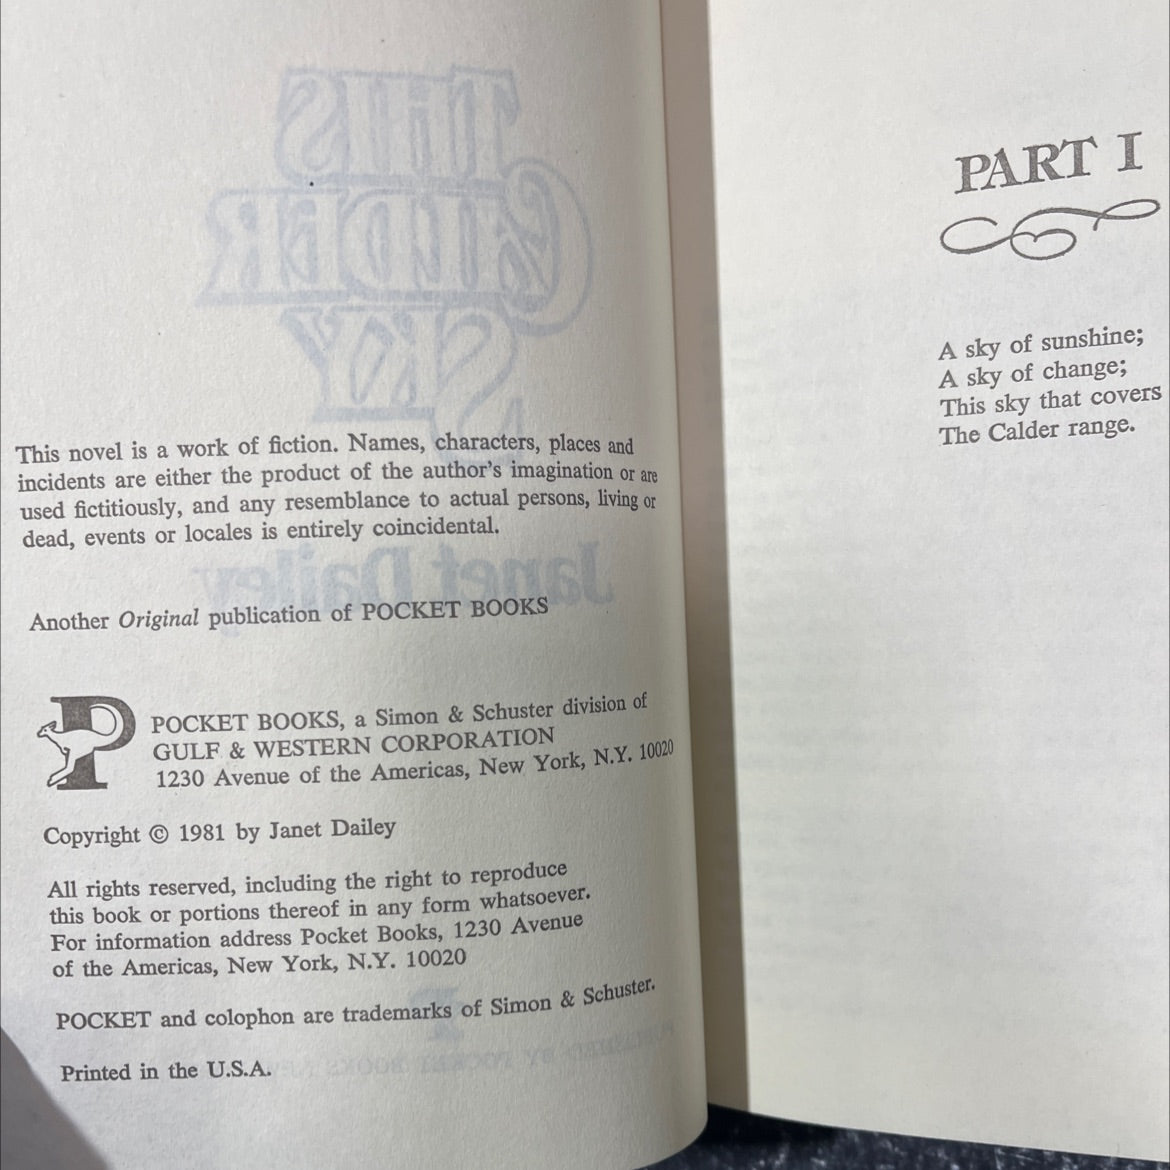 This novel is a work of fiction. Names, characters, places and
incidents are either the product of the author's imagination or are
used fictitiously, and any resemblance to actual persons, living or
dead, events or locales is entirely coincidental.
Another Original publication of POCKET BOOKS
POCKET BOOKS, a Simon & Schuster division of
GULF & WESTERN CORPORATION
1230 Avenue of the Americas, New York, N.Y. 10020
Copyright © 1981 by Janet Dailey
All rights reserved, including the right to reproduce
this book or portions thereof in any form whatsoever.
For information address Pocket Books, 1230 Avenue
of the Americas, New York, N.Y. 10020
POCKET and colophon are trademarks of Simon & Schuster.
Printed in the U.S.A.
THIS
CALDER
SKY
Janet Dailey
PART I
A sky of sunshine;
A sky of change;
This sky that covers
The Calder range.